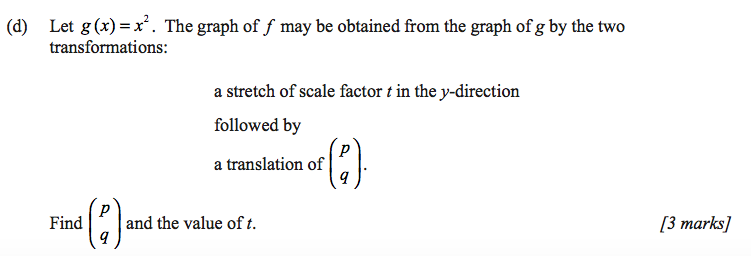 (d) Let g(x) = x². The graph of f may be obtained from the graph of g by the two
transformations:
a stretch of scale factor t in the y-direction
followed by
a translation of (p q).
Find (p q) and the value of t. [3 marks]